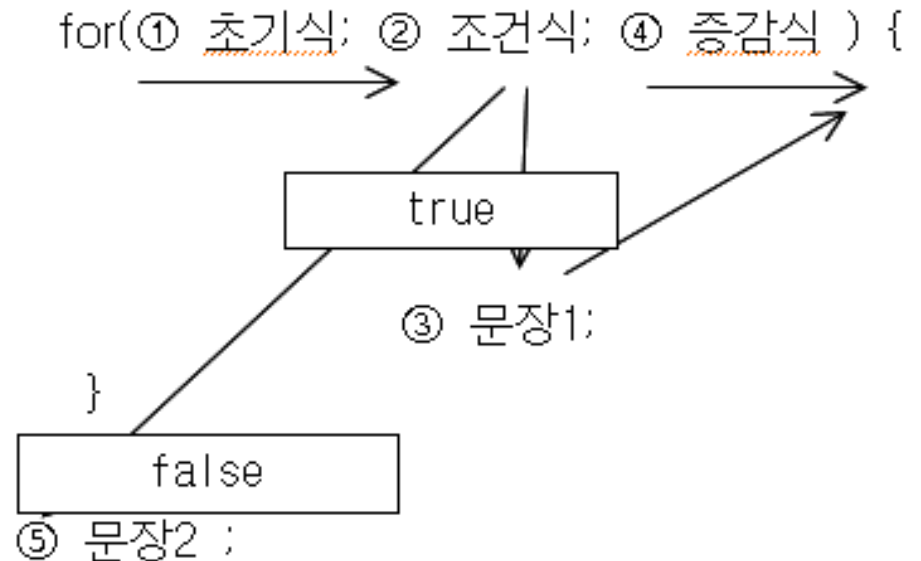 for(① 초기식; ② 조건식; ④ 증감식 ) {
true
③ 문장1;
}
false
⑤ 문장2 ;